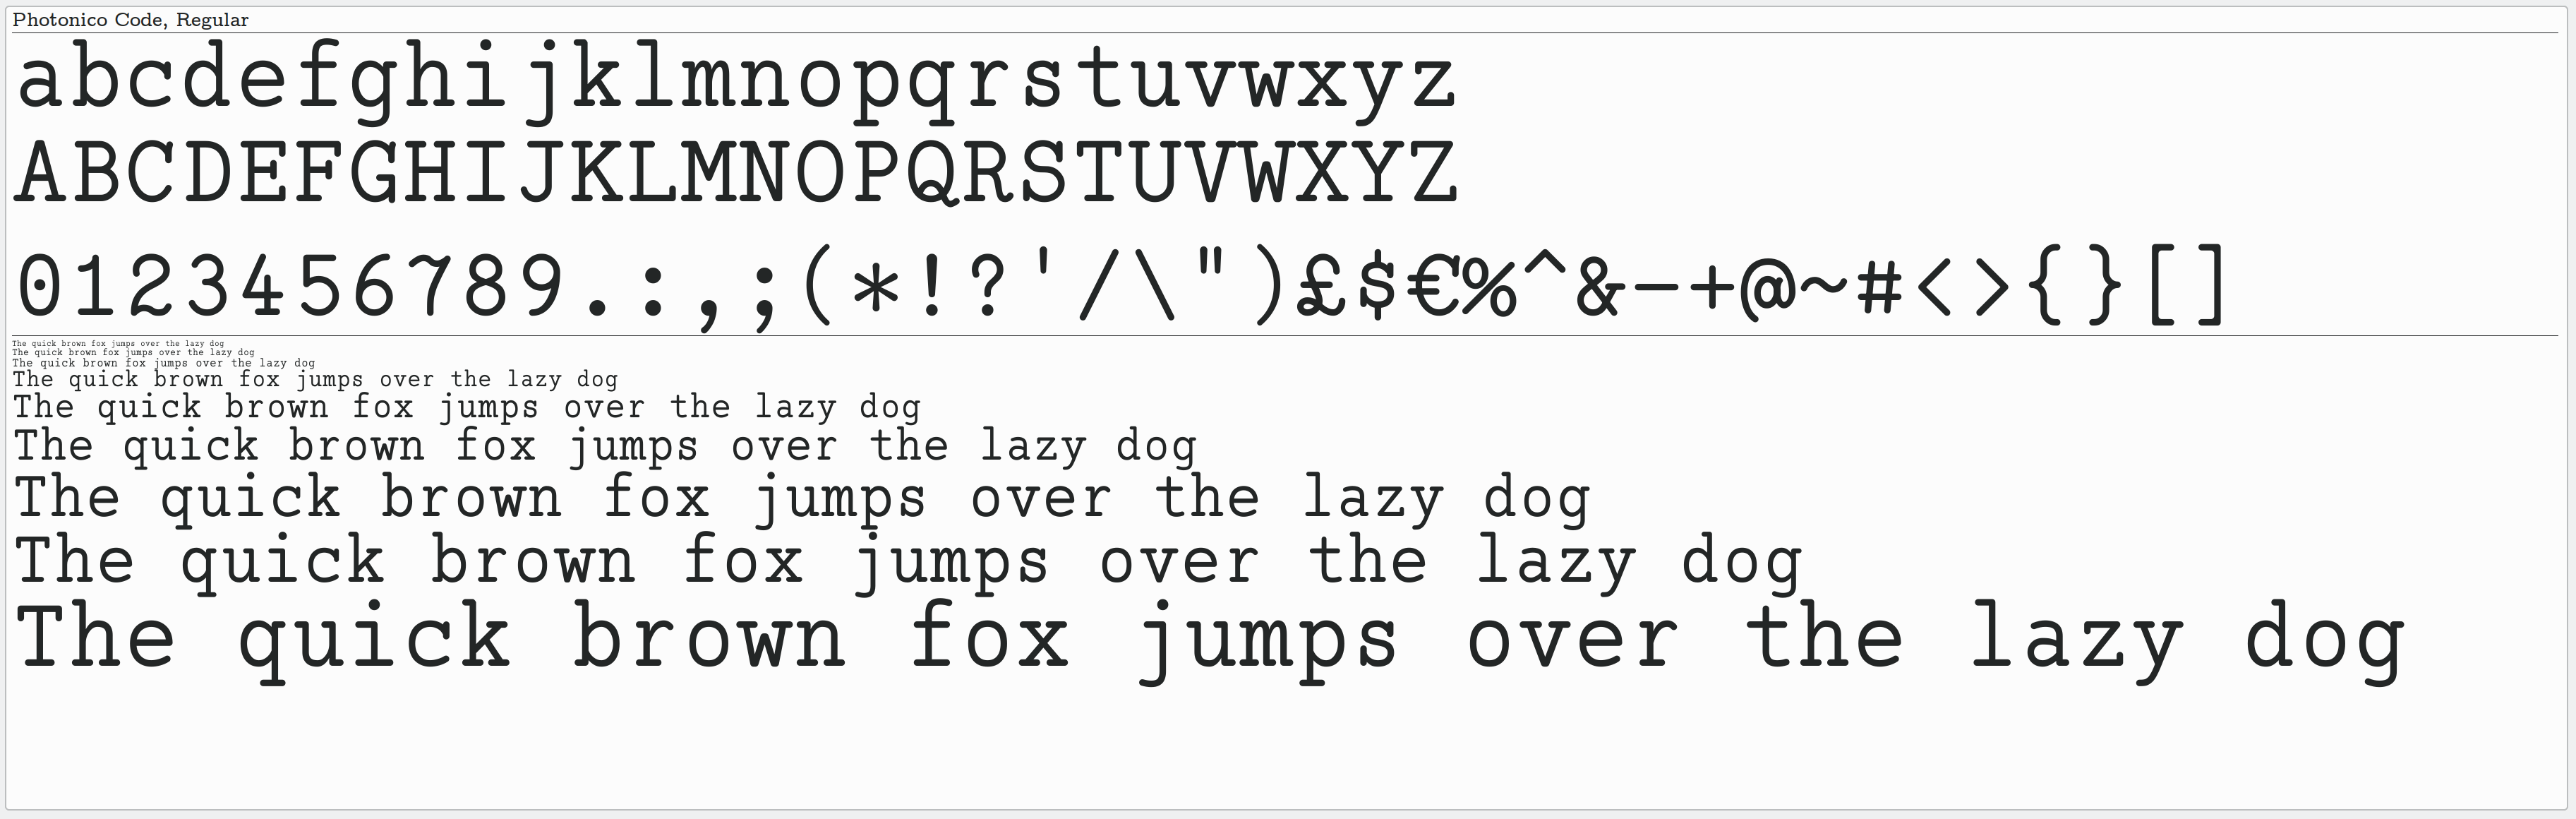 Photonico Code, Regular
abcdefghijklmnopqrstuvwxyz
ABCDEFGHIJKLMNOPQRSTUVWXYZ
0123456789.:,;(*!?'/\")£$€%^&-+@~#<>{}[]
The quick brown fox jumps over the lazy dog
The quick brown fox jumps over the lazy dog
The quick brown fox jumps over the lazy dog
The quick brown fox jumps over the lazy dog
The quick brown fox jumps over the lazy dog
The quick brown fox jumps over the lazy dog
The quick brown fox jumps over the lazy dog
The quick brown fox jumps over the lazy dog
The quick brown fox jumps over the lazy dog